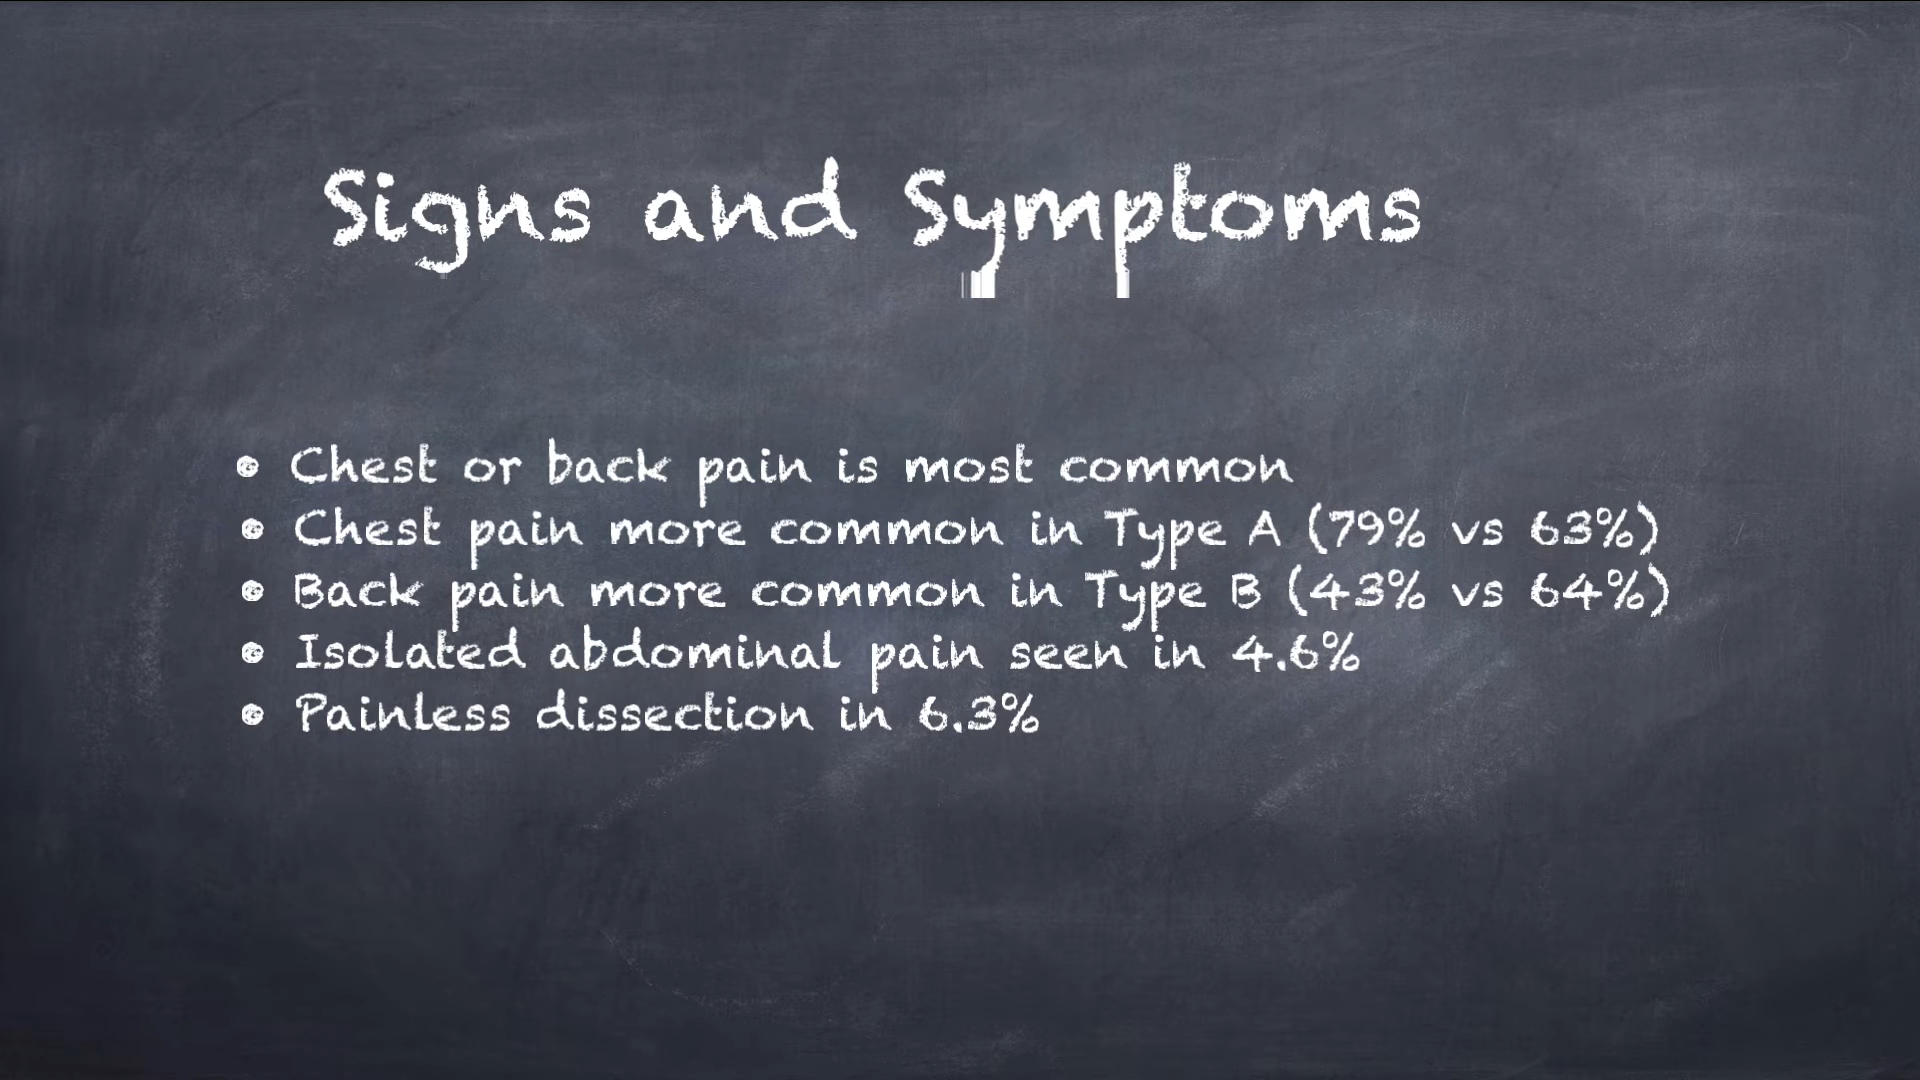 Signs and Symptoms
• Chest or back pain is most common
• Chest pain more common in Type A (79% vs 63%)
• Back pain more common in Type B (43% vs 64%)
• Isolated abdominal pain seen in 4.6%
• Painless dissection in 6.3%